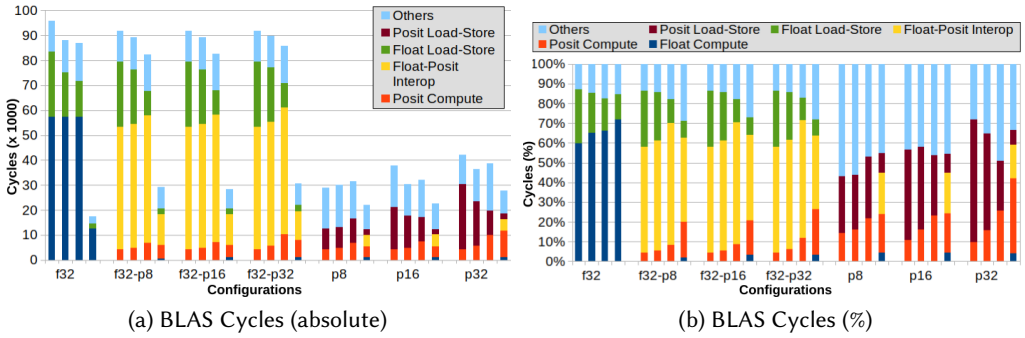 100
90
80
70
60
50
40
30
20
10
0
Cycles (x 1000)
Others
Posit Load-Store
Float Load-Store
Float-Posit
Interop
Posit Compute
f32 f32-p8 f32-p16 f32-p32 p8 p16 p32
Configurations
(a) BLAS Cycles (absolute)
Others Posit Load-Store Float Load-Store Float-Posit Interop
Posit Compute Float Compute
100%
90%
80%
70%
60%
50%
40%
30%
20%
10%
0%
Cycles (%)
f32 f32-p8 f32-p16 f32-p32 p8 p16 p32
Configurations
(b) BLAS Cycles (%)